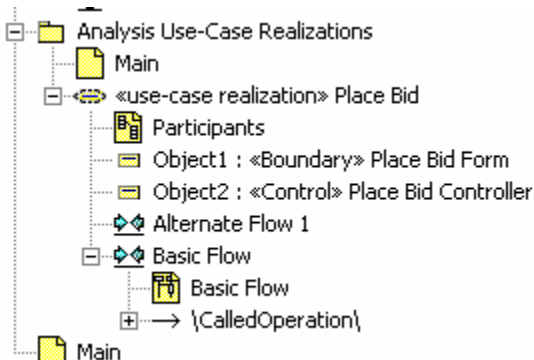 Analysis Use-Case Realizations
Main
«use-case realization» Place Bid
Participants
Object1 : «Boundary» Place Bid Form
Object2 : «Control» Place Bid Controller
Alternate Flow 1
Basic Flow
Basic Flow
\CalledOperation\
Main